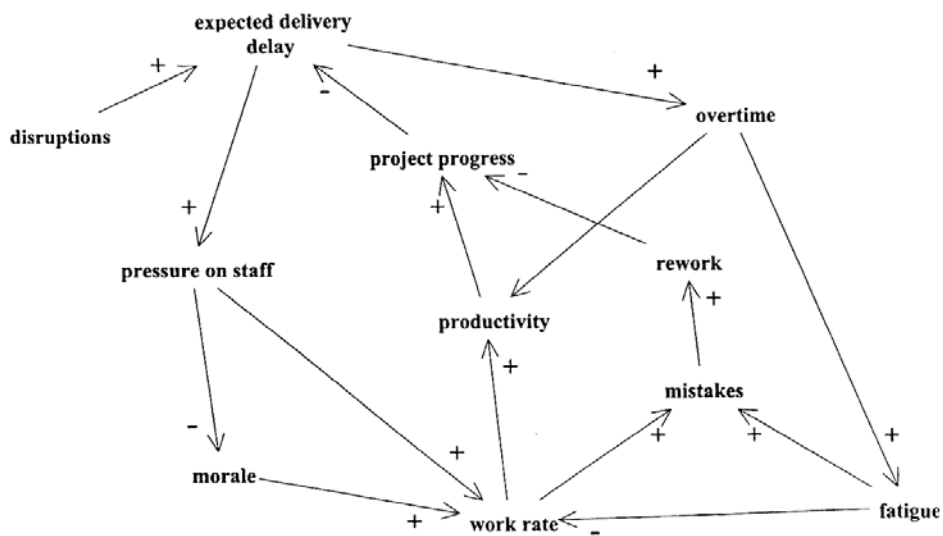 expected delivery
delay
+
+
-
disruptions
overtime
project progress
-
+
+
pressure on staff
rework
+
productivity
+
mistakes
-
+
+
+
+
morale
+
work rate
-
fatigue